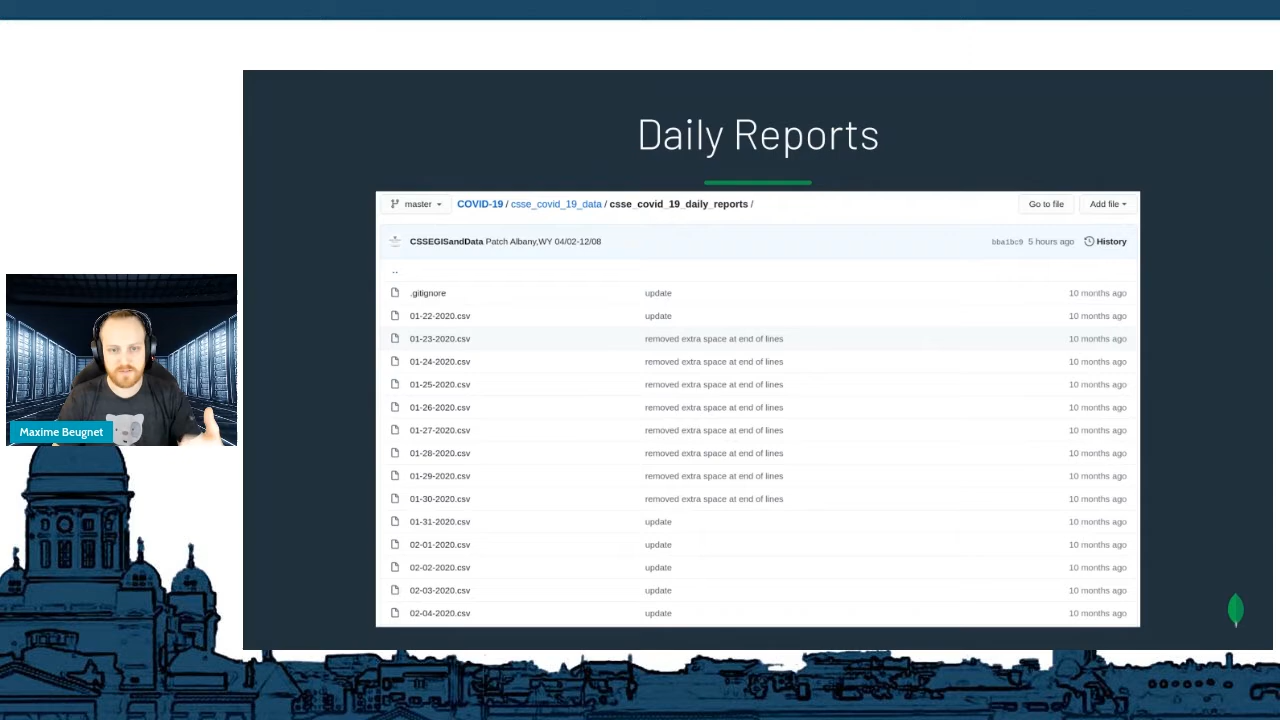 Daily Reports
master COVID-19 / csse_covid_19_data / csse_covid_19_daily_reports / Go to file Add file
CSSEGISandData Patch Albany,WY 04/02-12/08 bba1bc9 5 hours ago History
..
.gitignore update 10 months ago
01-22-2020.csv update 10 months ago
01-23-2020.csv removed extra space at end of lines 10 months ago
01-24-2020.csv removed extra space at end of lines 10 months ago
01-25-2020.csv removed extra space at end of lines 10 months ago
01-26-2020.csv removed extra space at end of lines 10 months ago
01-27-2020.csv removed extra space at end of lines 10 months ago
01-28-2020.csv removed extra space at end of lines 10 months ago
01-29-2020.csv removed extra space at end of lines 10 months ago
01-30-2020.csv removed extra space at end of lines 10 months ago
01-31-2020.csv update 10 months ago
02-01-2020.csv update 10 months ago
02-02-2020.csv update 10 months ago
02-03-2020.csv update 10 months ago
02-04-2020.csv update 10 months ago
Maxime Beugnet